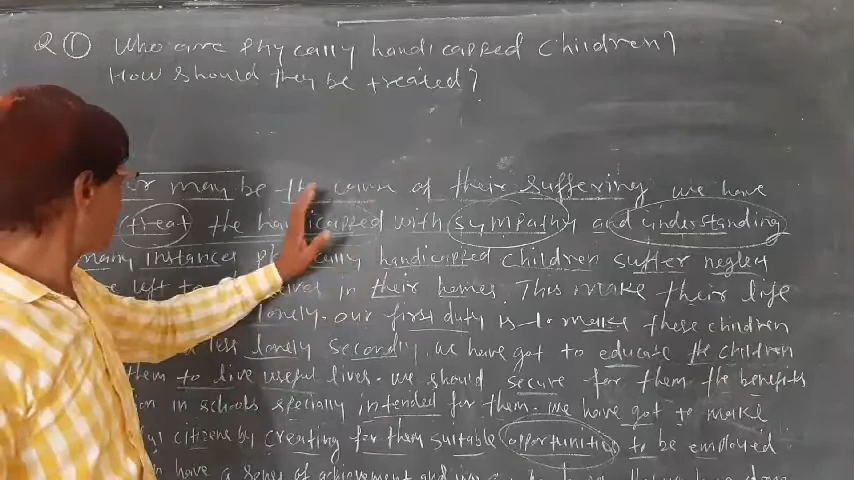 Q ① Who are phycally handicapped children?
How should they be treated?
er may be the cause of their suffering we have
treat the handicapped with sympathy and understanding
many instances phycally handicapped children suffer neglect
left to in their homes. This make their life
lonely. our first duty is to make these children
less lonely secondly, we have got to educate the children
them to live useful lives. we should secure for them the benefits
in schools specially intended for them. we have got to make
citizens by creating for them suitable opportunities to be employed
have a sense of achievement and